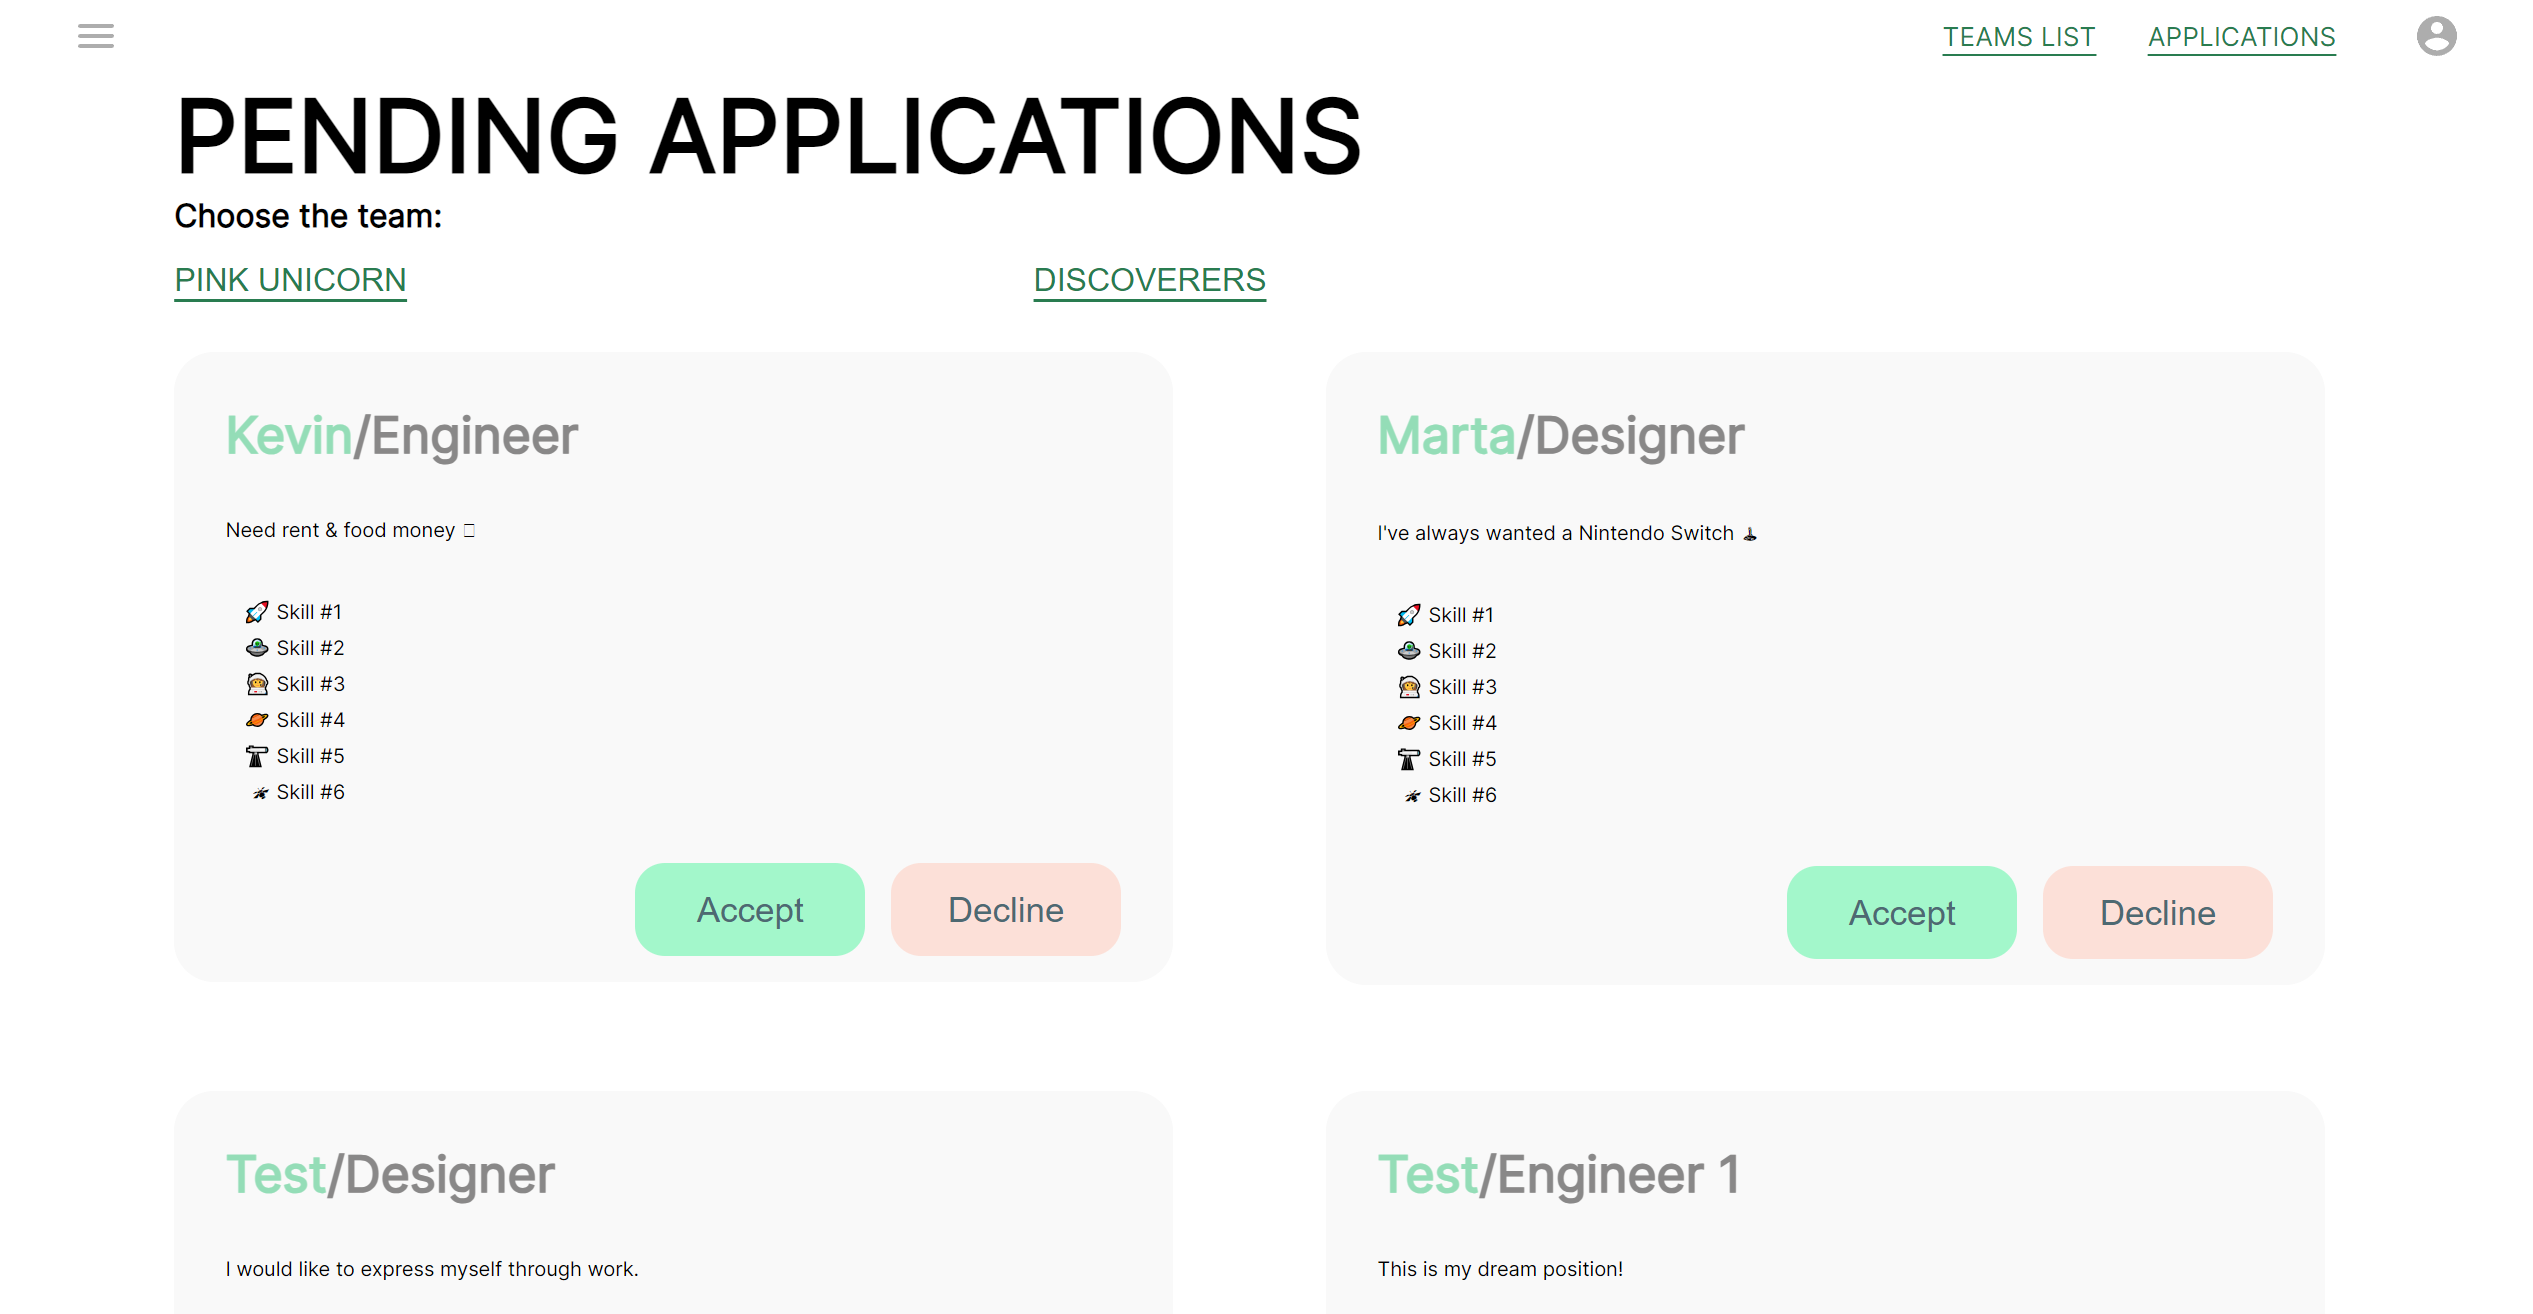 TEAMS LIST APPLICATIONS
PENDING APPLICATIONS
Choose the team:
PINK UNICORN DISCOVERERS
Kevin/Engineer
Need rent & food money
🚀 Skill #1
🛸 Skill #2
👩‍🚀 Skill #3
🪐 Skill #4
🔭 Skill #5
🛰 Skill #6
Accept Decline
Marta/Designer
I've always wanted a Nintendo Switch 🕹
🚀 Skill #1
🛸 Skill #2
👩‍🚀 Skill #3
🪐 Skill #4
🔭 Skill #5
🛰 Skill #6
Accept Decline
Test/Designer
I would like to express myself through work.
Test/Engineer 1
This is my dream position!